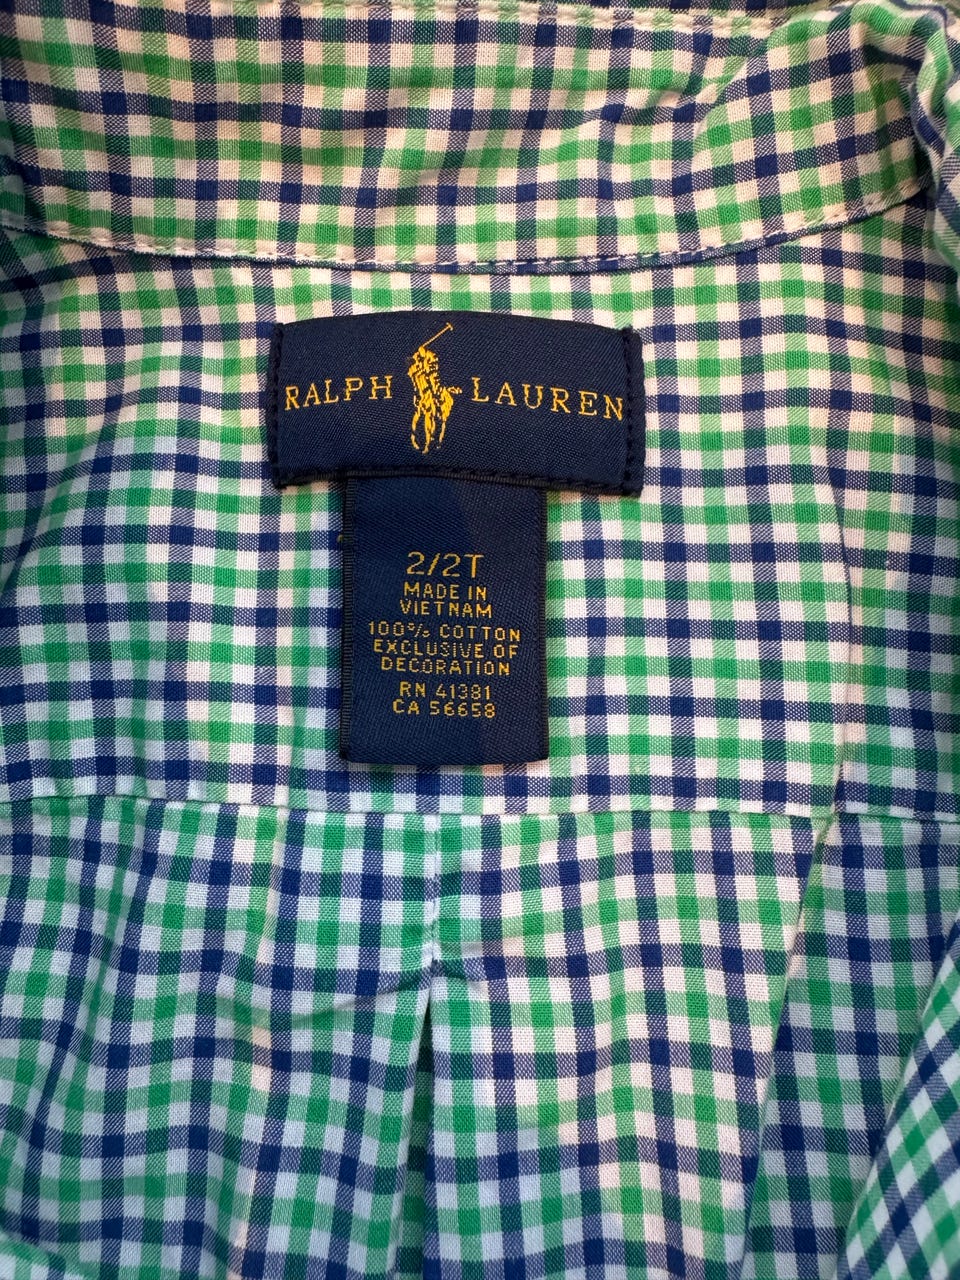 RALPH LAUREN
2/2T
MADE IN
VIETNAM
100% COTTON
EXCLUSIVE OF
DECORATION
RN 41381
CA 56658